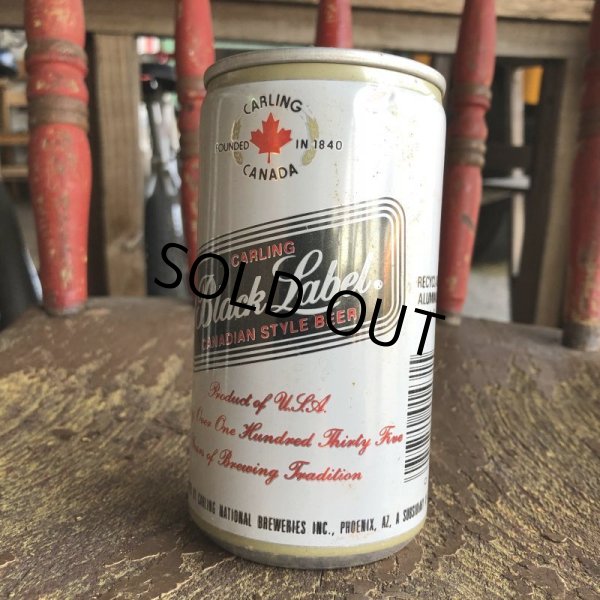 CARLING
FOUNDED IN 1840
CANADA
CARLING
Black Label®
CANADIAN STYLE BEER
SOLD OUT
Product of U.S.A.
Over One Hundred Thirty Five
of Brewing Tradition
CARLING NATIONAL BREWERIES INC., PHOENIX, AZ, A